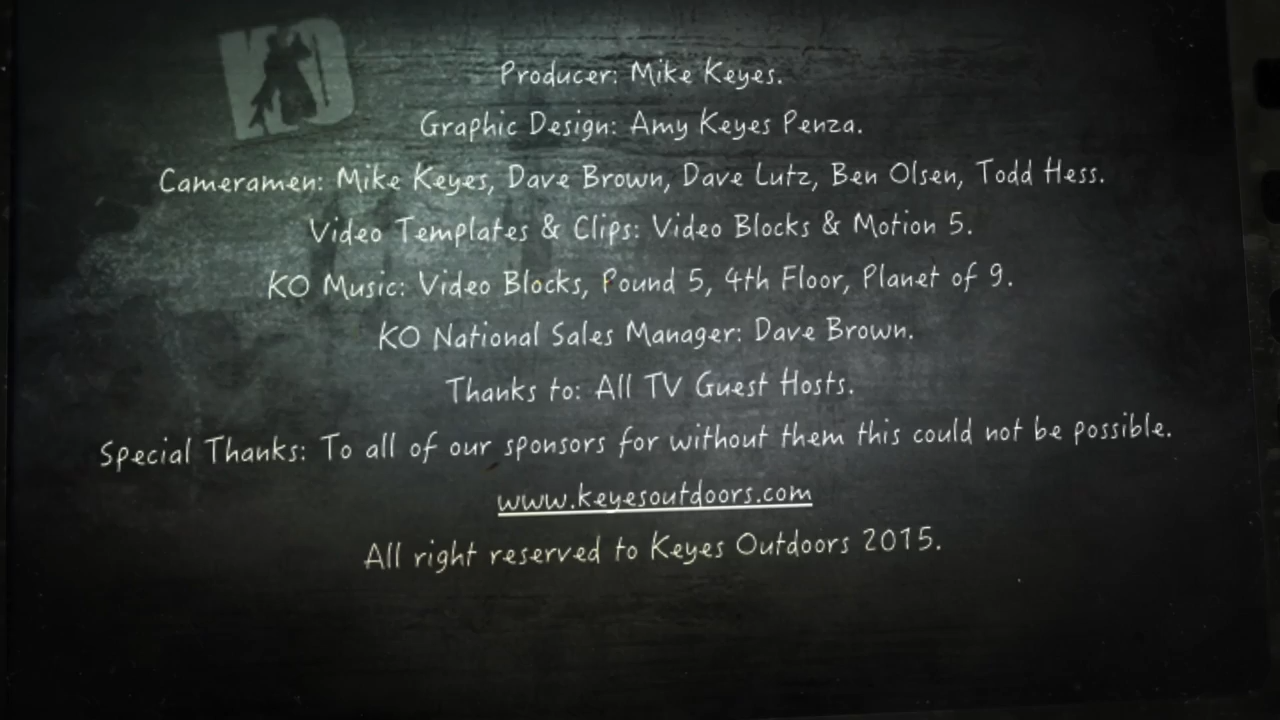 KO
Producer: Mike Keyes.
Graphic Design: Amy Keyes Penza.
Cameramen: Mike Keyes, Dave Brown, Dave Lutz, Ben Olsen, Todd Hess.
Video Templates & Clips: Video Blocks & Motion 5.
KO Music: Video Blocks, Pound 5, 4th Floor, Planet of 9.
KO National Sales Manager: Dave Brown.
Thanks to: All TV Guest Hosts.
Special Thanks: To all of our sponsors for without them this could not be possible.
www.keyesoutdoors.com
All right reserved to Keyes Outdoors 2015.